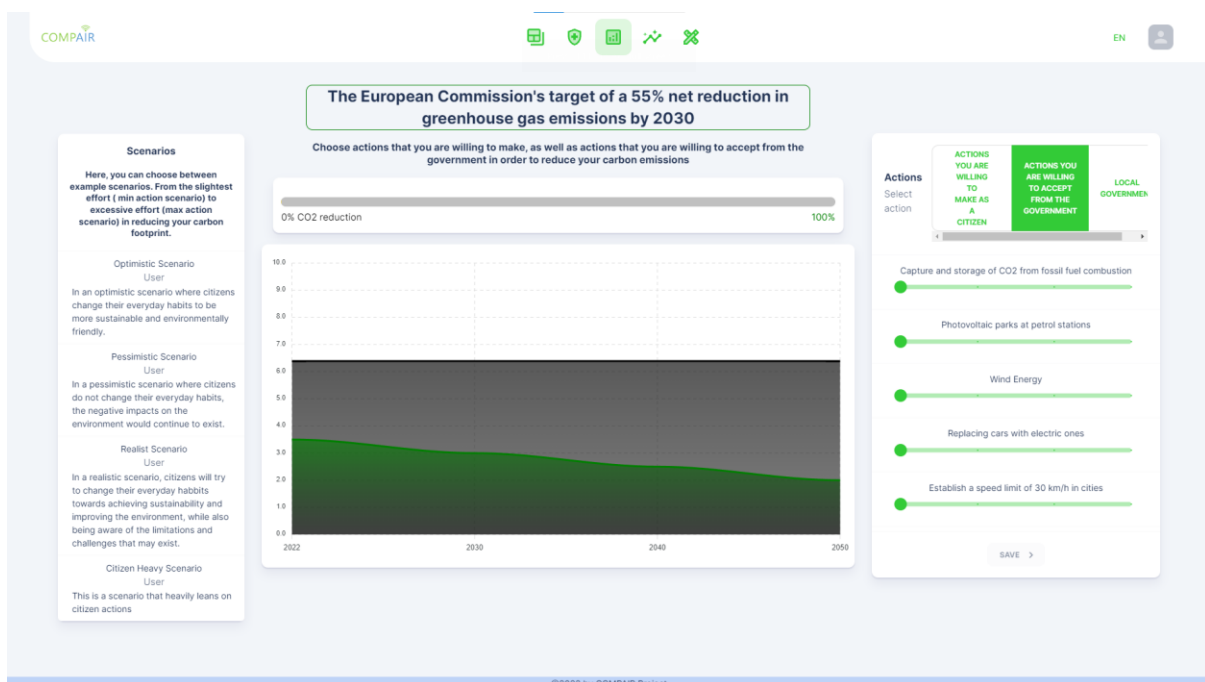 COMPAIR
EN
The European Commission's target of a 55% net reduction in
greenhouse gas emissions by 2030
Choose actions that you are willing to make, as well as actions that you are willing to accept from the
government in order to reduce your carbon emissions
Scenarios
Here, you can choose between
example scenarios. From the slightest
effort ( min action scenario) to
excessive effort (max action
scenario) in reducing your carbon
footprint.
Optimistic Scenario
User
In an optimistic scenario where citizens
change their everyday habits to be
more sustainable and environmentally
friendly.
Pessimistic Scenario
User
In a pessimistic scenario where citizens
do not change their everyday habits,
the negative impacts on the
environment would continue to exist.
Realist Scenario
User
In a realistic scenario, citizens will try
to change their everyday habbits
towards achieving sustainability and
improving the environment, while also
being aware of the limitations and
challenges that may exist.
Citizen Heavy Scenario
User
This is a scenario that heavily leans on
citizen actions
0% CO2 reduction
100%
10.0
9.0
8.0
7.0
6.0
5.0
4.0
3.0
2.0
1.0
0.0
2022
2030
2040
2050
Actions
Select
action
ACTIONS
YOU ARE
WILLING
TO
MAKE AS
A
CITIZEN
ACTIONS YOU
ARE WILLING
TO ACCEPT
FROM THE
GOVERNMENT
LOCAL
GOVERNMEN
Capture and storage of CO2 from fossil fuel combustion
Photovoltaic parks at petrol stations
Wind Energy
Replacing cars with electric ones
Establish a speed limit of 30 km/h in cities
SAVE